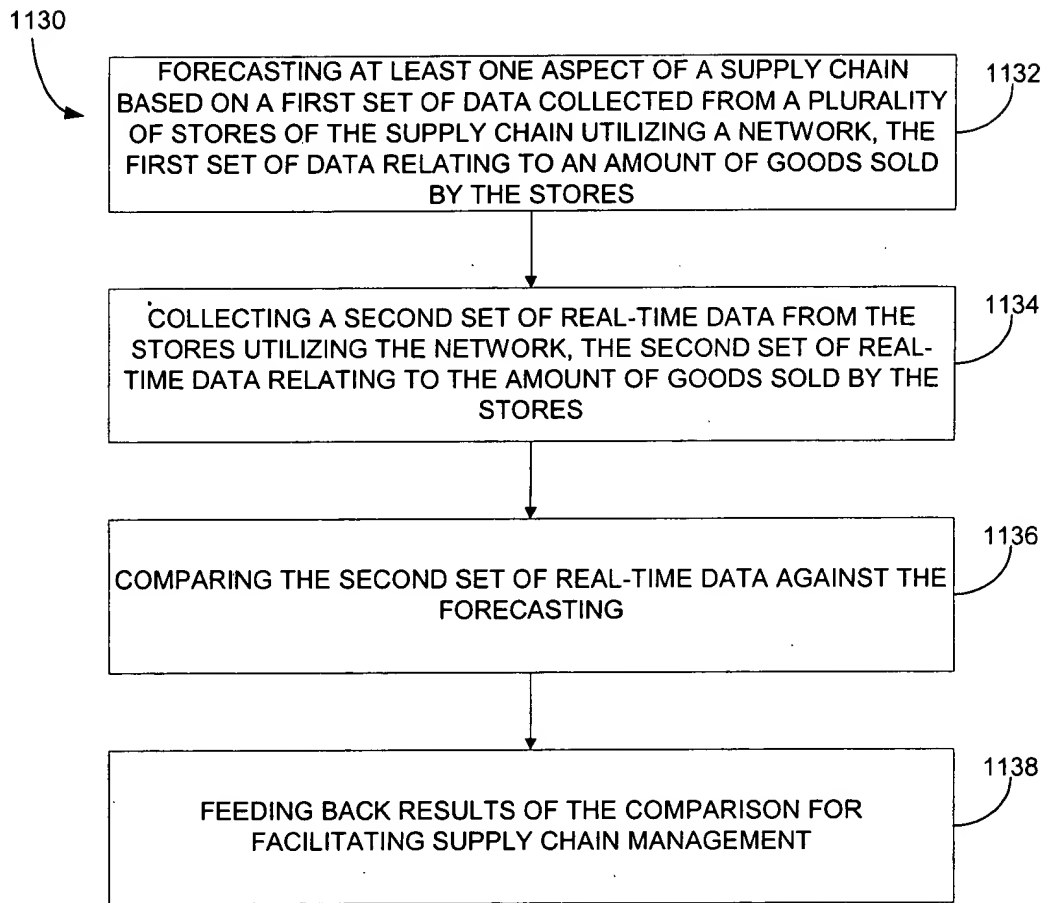 1130
FORECASTING AT LEAST ONE ASPECT OF A SUPPLY CHAIN
BASED ON A FIRST SET OF DATA COLLECTED FROM A PLURALITY
OF STORES OF THE SUPPLY CHAIN UTILIZING A NETWORK, THE
FIRST SET OF DATA RELATING TO AN AMOUNT OF GOODS SOLD
BY THE STORES
1132
COLLECTING A SECOND SET OF REAL-TIME DATA FROM THE
STORES UTILIZING THE NETWORK, THE SECOND SET OF REAL-
TIME DATA RELATING TO THE AMOUNT OF GOODS SOLD BY THE
STORES
1134
COMPARING THE SECOND SET OF REAL-TIME DATA AGAINST THE
FORECASTING
1136
FEEDING BACK RESULTS OF THE COMPARISON FOR
FACILITATING SUPPLY CHAIN MANAGEMENT
1138